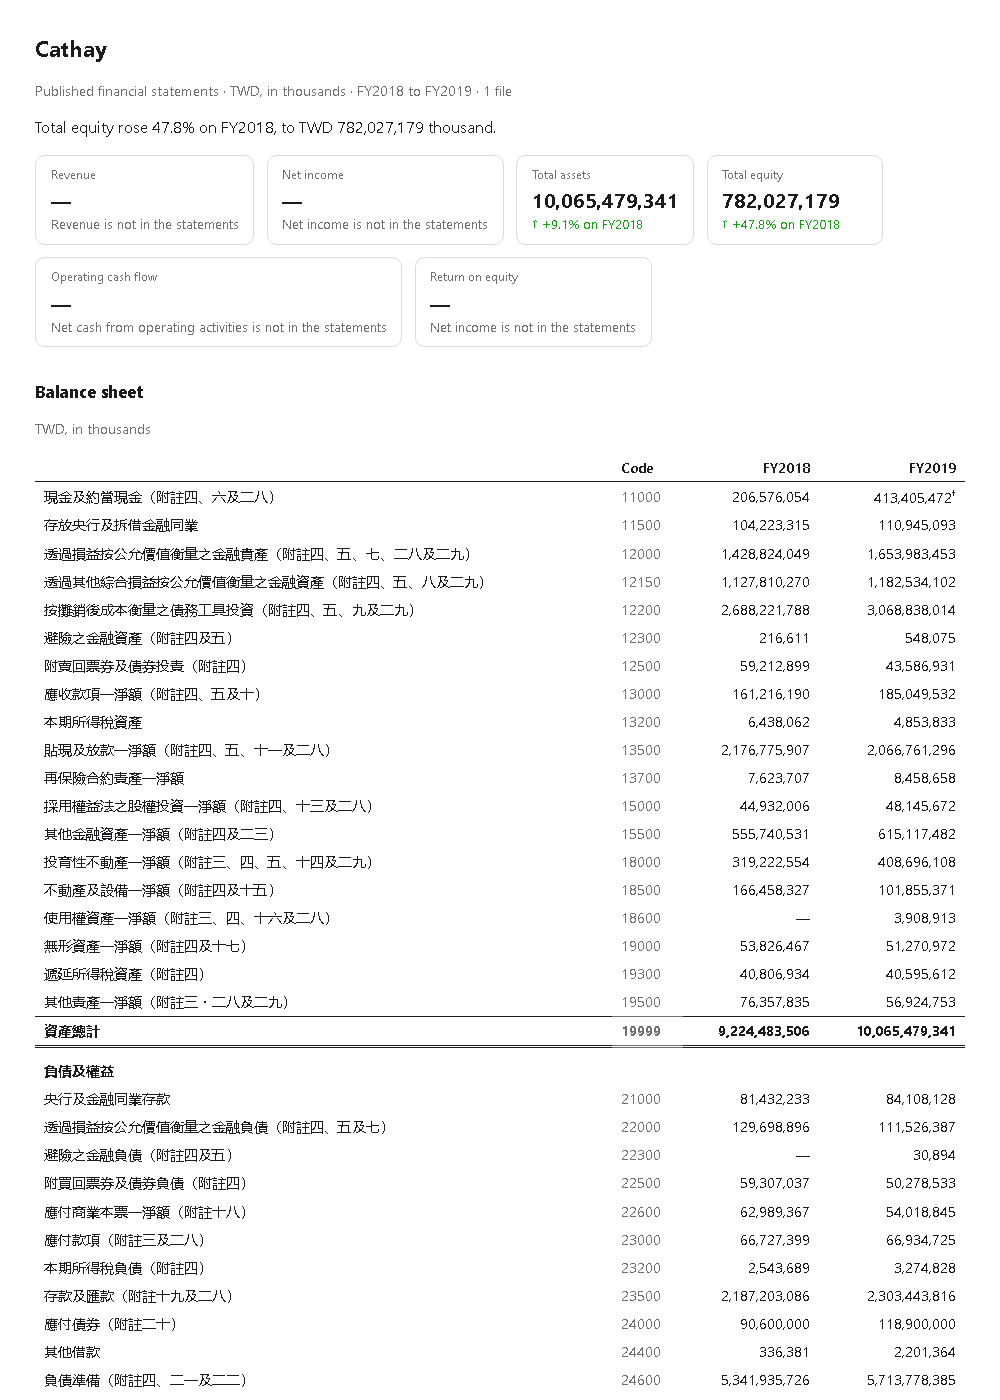 Cathay
Published financial statements · TWD, in thousands · FY2018 to FY2019 · 1 file
Total equity rose 47.8% on FY2018, to TWD 782,027,179 thousand.
Revenue
—
Revenue is not in the statements
Net income
—
Net income is not in the statements
Total assets
10,065,479,341
↑ +9.1% on FY2018
Total equity
782,027,179
↑ +47.8% on FY2018
Operating cash flow
—
Net cash from operating activities is not in the statements
Return on equity
—
Net income is not in the statements
Balance sheet
TWD, in thousands
Code FY2018 FY2019
現金及約當現金（附註四、六及二八） 11000 206,576,054 413,405,472†
存放央行及拆借金融同業 11500 104,223,315 110,945,093
透過損益按公允價值衡量之金融貴產（附註四、五、七、二八及二九） 12000 1,428,824,049 1,653,983,453
透過其他綜合損益按公允價值衡量之金融資產（附註四、五、八及二九） 12150 1,127,810,270 1,182,534,102
按攤銷後成本衡量之債務工具投資（附註四、五、九及二九） 12200 2,688,221,788 3,068,838,014
避險之金融資產（附註四及五） 12300 216,611 548,075
附賣回票券及債券投責（附註四） 12500 59,212,899 43,586,931
應收款項一淨額（附註四、五及十） 13000 161,216,190 185,049,532
本期所得稅資產 13200 6,438,062 4,853,833
貼現及放款一淨額（附註四、五、十一及二八） 13500 2,176,775,907 2,066,761,296
再保險合約責產一淨額 13700 7,623,707 8,458,658
採用權益法之股權投資一淨額（附註四、十三及二八） 15000 44,932,006 48,145,672
其他金融資產一淨額（附註四及二三） 15500 555,740,531 615,117,482
投育性不動產一淨額（附註三、四、五、十四及二九） 18000 319,222,554 408,696,108
不動產及設備一淨額（附註四及十五） 18500 166,458,327 101,855,371
使用權資產一淨額（附註三、四、十六及二八） 18600 — 3,908,913
無形資產一淨額（附註四及十七） 19000 53,826,467 51,270,972
遞延所得稅資產（附註四） 19300 40,806,934 40,595,612
其他責產一淨額（附註三・二八及二九） 19500 76,357,835 56,924,753
資產總計 19999 9,224,483,506 10,065,479,341
負債及權益
央行及金融同業存款 21000 81,432,233 84,108,128
透過損益按公允價值衡量之金融負債（附註四、五及七） 22000 129,698,896 111,526,387
避險之金融負債（附註四及五） 22300 — 30,894
附買回票券及債券負債（附註四） 22500 59,307,037 50,278,533
應付商業本票一淨額（附註十八） 22600 62,989,367 54,018,845
應付款項（附註三及二八） 23000 66,727,399 66,934,725
本期所得稅負債（附註四） 23200 2,543,689 3,274,828
存款及匯款（附註十九及二八） 23500 2,187,203,086 2,303,443,816
應付債券（附註二十） 24000 90,600,000 118,900,000
其他借款 24400 336,381 2,201,364
負債準備（附註四、二一及二二） 24600 5,341,935,726 5,713,778,385